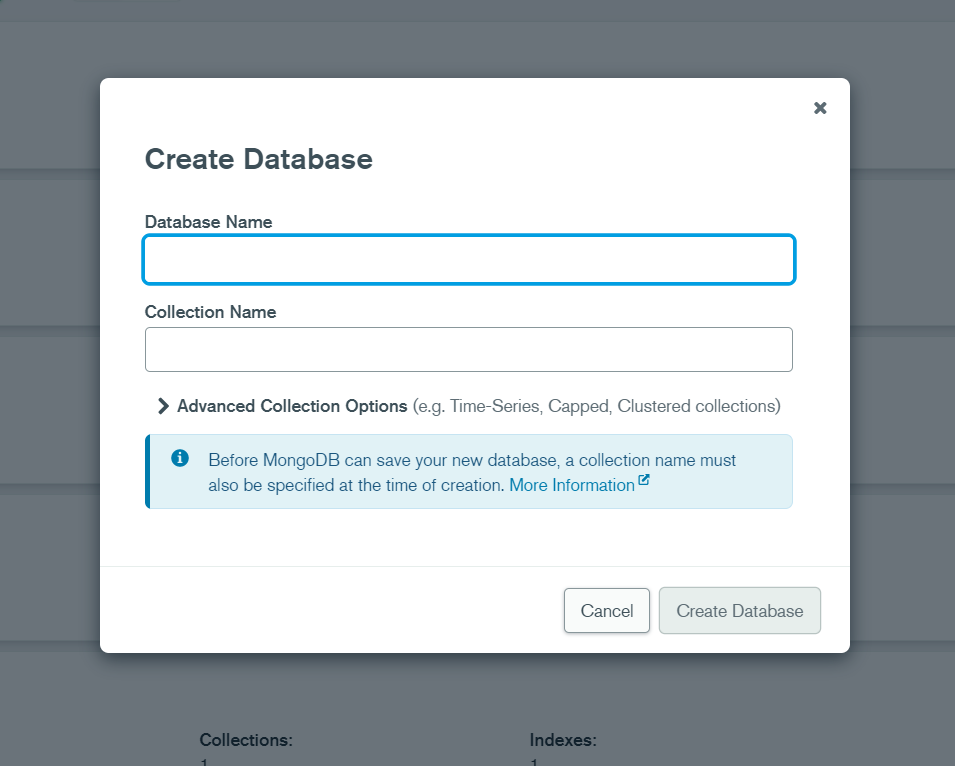 Create Database
Database Name
Collection Name
Advanced Collection Options (e.g. Time-Series, Capped, Clustered collections)
Before MongoDB can save your new database, a collection name must
also be specified at the time of creation. More Information
Cancel Create Database
Collections: Indexes:
1 1